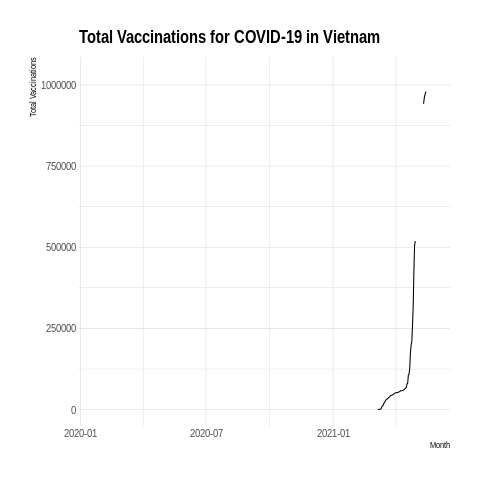 Total Vaccinations for COVID-19 in Vietnam
Total Vaccinations
1000000
750000
500000
250000
0
2020-01 2020-07 2021-01
Month